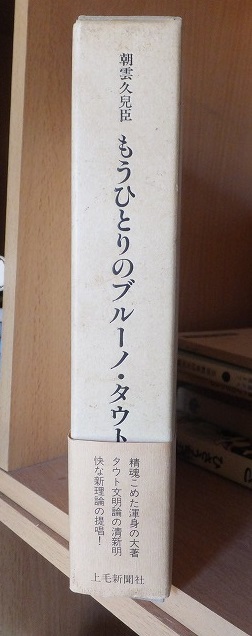 朝雲久兒臣
もうひとりのブルーノ・タウト
精魂こめた渾身の大著
タウト文明論の清新明
快な新理論の提唱！
上毛新聞社